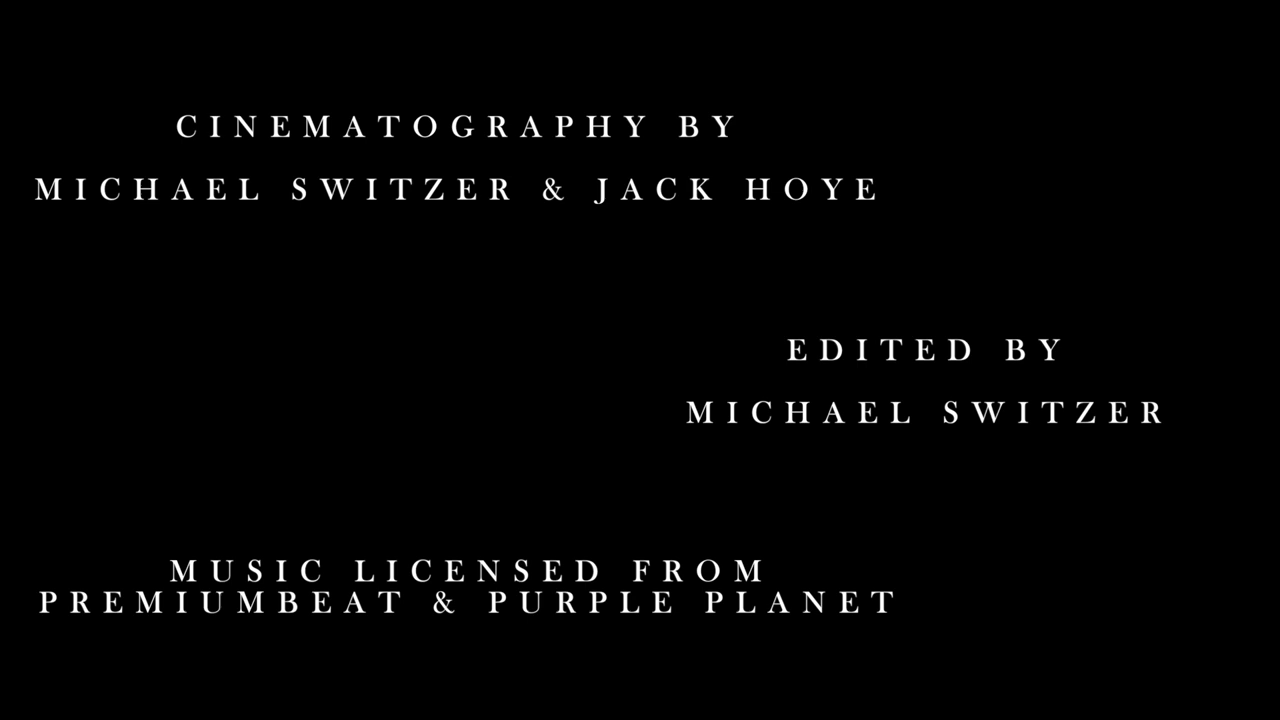 CINEMATOGRAPHY BY
MICHAEL SWITZER & JACK HOYE
EDITED BY
MICHAEL SWITZER
MUSIC LICENSED FROM
PREMIUMBEAT & PURPLE PLANET